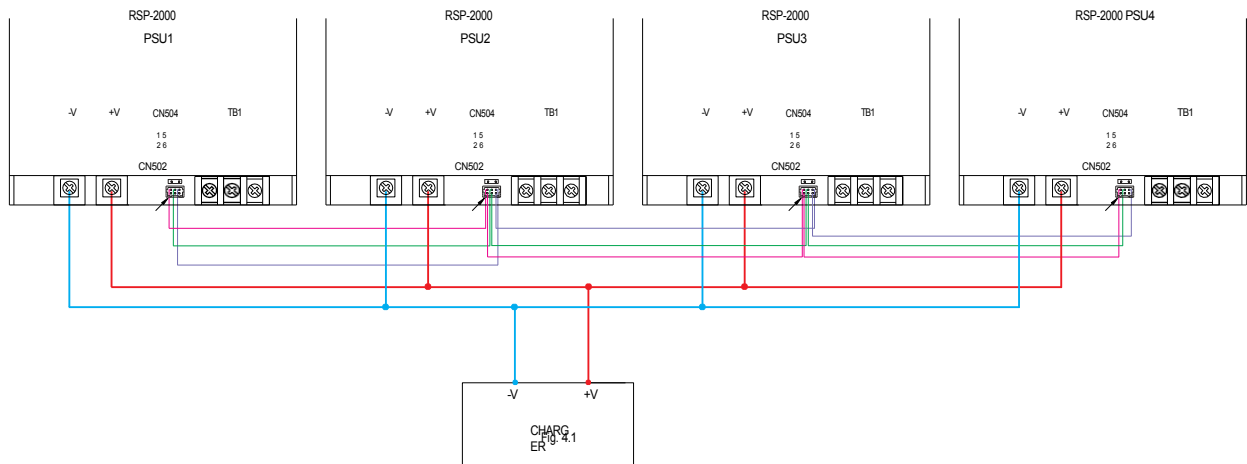 RSP-2000
PSU1
-V +V CN504 TB1
1 5
2 6
CN502
RSP-2000
PSU2
-V +V CN504 TB1
1 5
2 6
CN502
RSP-2000
PSU3
-V +V CN504 TB1
1 5
2 6
CN502
RSP-2000 PSU4
-V +V CN504 TB1
1 5
2 6
CN502
-V +V
CHARG
ER
Fig. 4.1